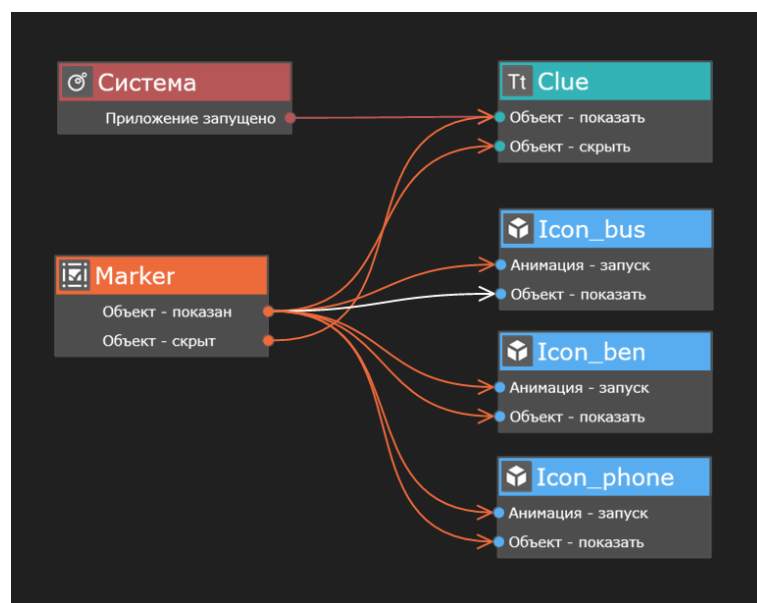 Система
Приложение запущено
Tt Clue
Объект - показать
Объект - скрыть
Marker
Объект - показан
Объект - скрыт
Icon_bus
Анимация - запуск
Объект - показать
Icon_ben
Анимация - запуск
Объект - показать
Icon_phone
Анимация - запуск
Объект - показать